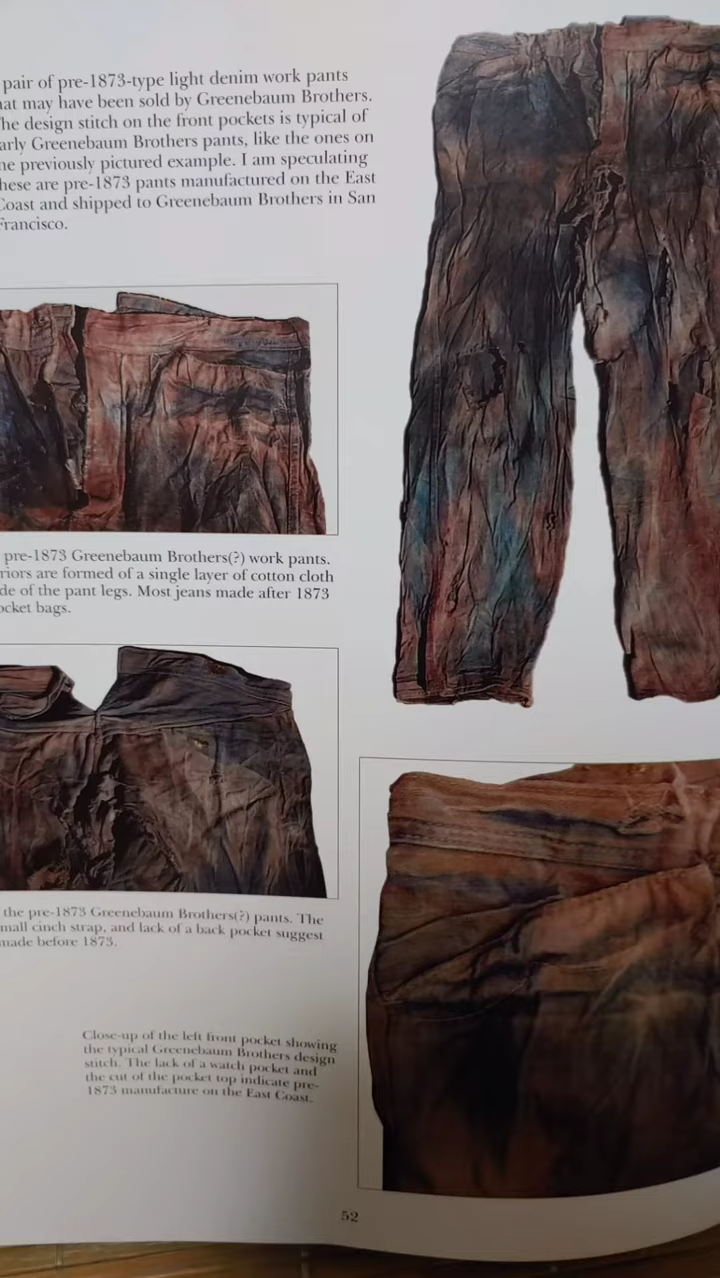 pair of pre-1873-type light denim work pants
at may have been sold by Greenebaum Brothers.
he design stitch on the front pockets is typical of
arly Greenebaum Brothers pants, like the ones on
e previously pictured example. I am speculating
hese are pre-1873 pants manufactured on the East
Coast and shipped to Greenebaum Brothers in San
Francisco.
pre-1873 Greenebaum Brothers(?) work pants.
riors are formed of a single layer of cotton cloth
de of the pant legs. Most jeans made after 1873
ocket bags.
the pre-1873 Greenebaum Brothers(?) pants. The
mall cinch strap, and lack of a back pocket suggest
made before 1873.
Close-up of the left front pocket showing
the typical Greenebaum Brothers design
stitch. The lack of a watch pocket and
the cut of the pocket top indicate pre-
1873 manufacture on the East Coast.
52